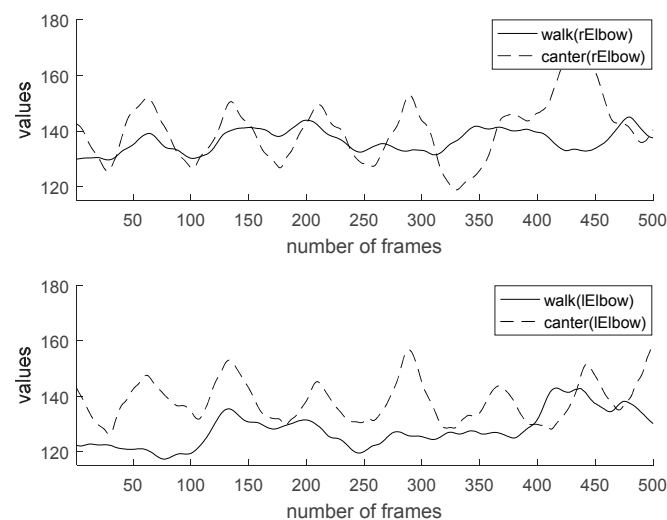 180
walk(rElbow)
canter(rElbow)
160
values
140
120
50 100 150 200 250 300 350 400 450 500
number of frames
180
walk(lElbow)
canter(lElbow)
160
values
140
120
50 100 150 200 250 300 350 400 450 500
number of frames